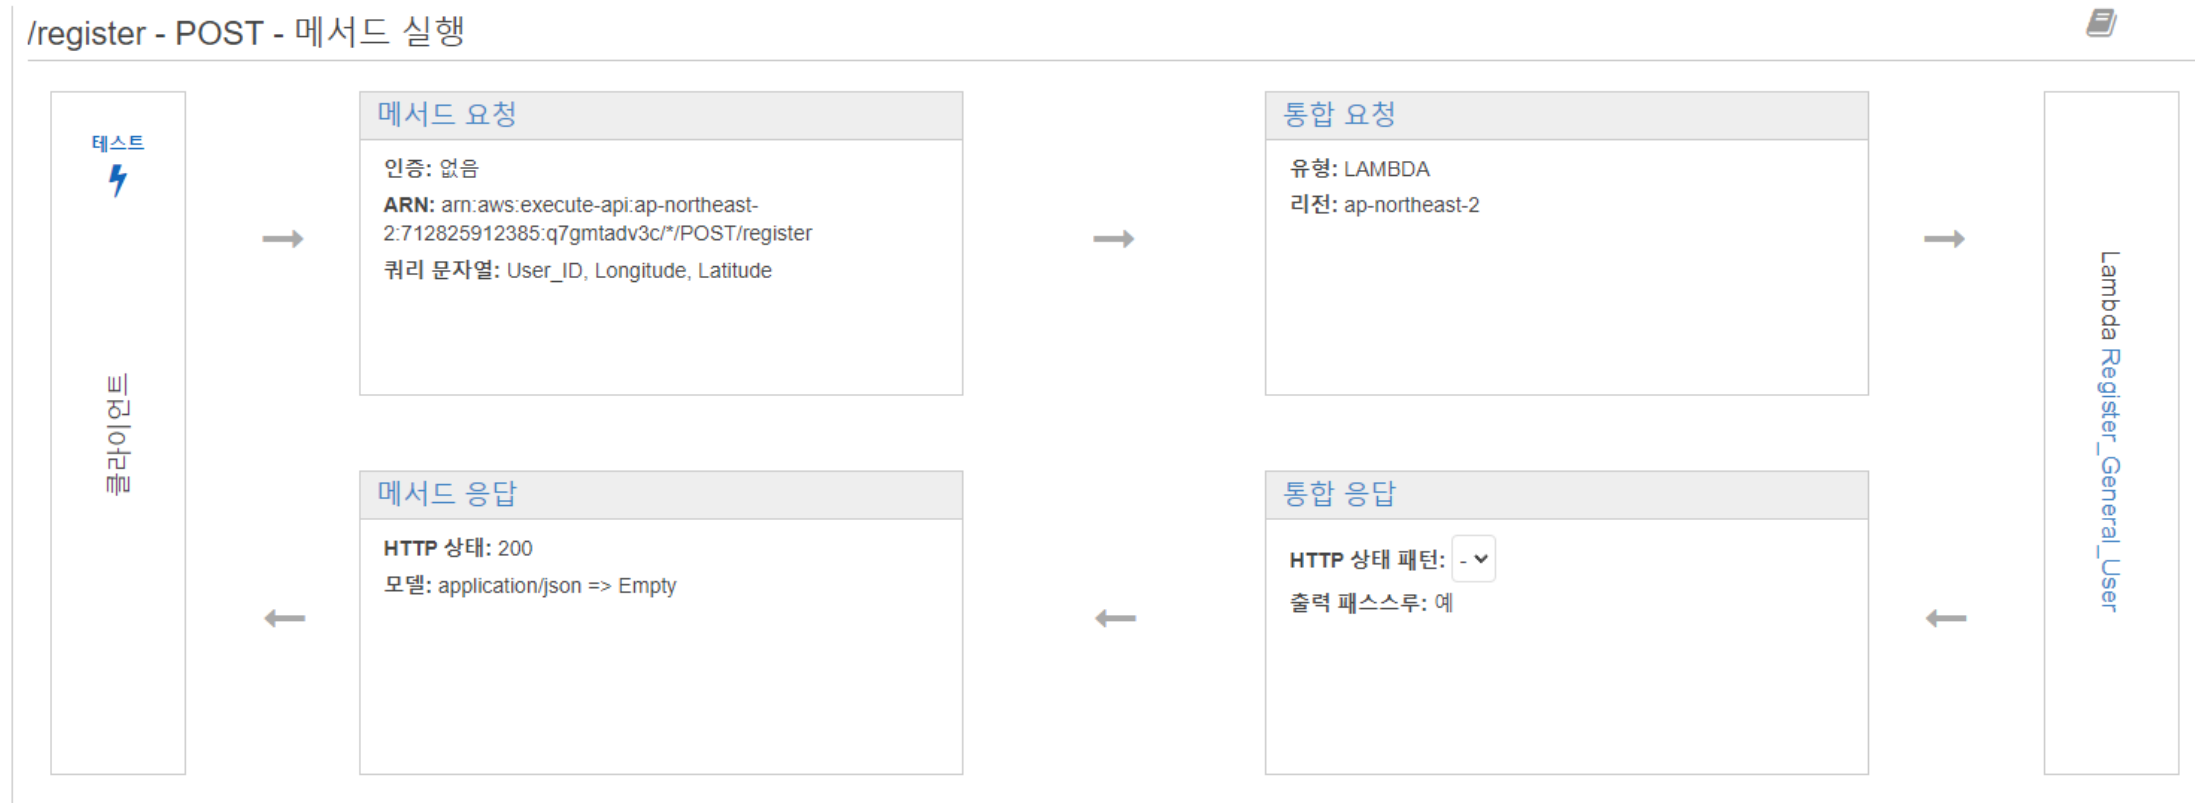 /register - POST - 메서드 실행
테스트
클라이언트
메서드 요청
인증: 없음
ARN: arn:aws:execute-api:ap-northeast-
2:712825912385:q7gmtadv3c/*/POST/register
쿼리 문자열: User_ID, Longitude, Latitude
통합 요청
유형: LAMBDA
리전: ap-northeast-2
Lambda Register_General_User
메서드 응답
HTTP 상태: 200
모델: application/json => Empty
통합 응답
HTTP 상태 패턴: -
출력 패스스루: 예